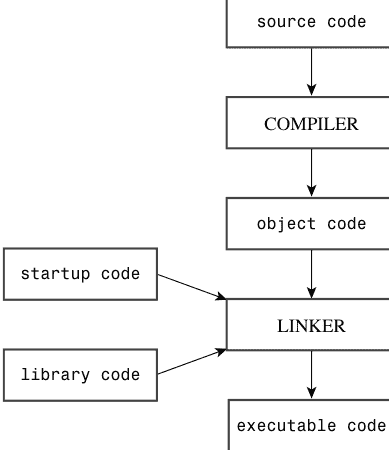 source code
COMPILER
object code
startup code
LINKER
library code
executable code